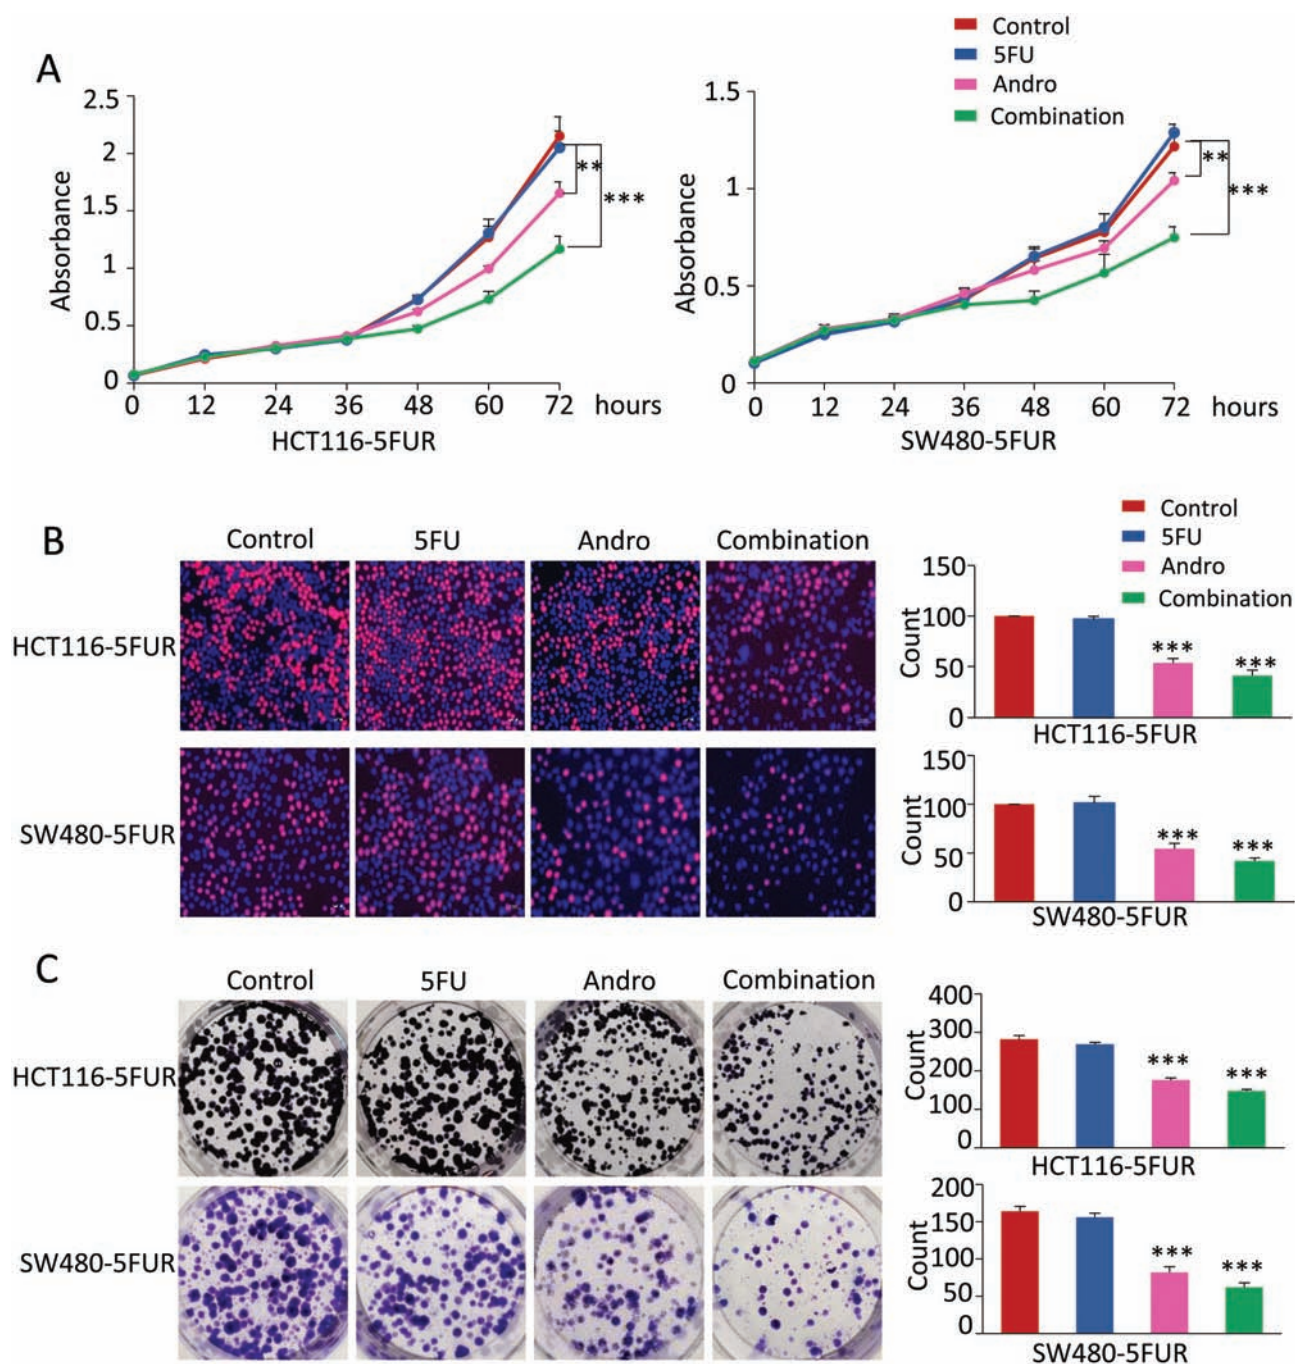 A
Control
5FU
Andro
Combination
Absorbance
2.5
2
1.5
1
0.5
0
**
***
0 12 24 36 48 60 72 hours
HCT116-5FUR
Absorbance
1.5
1
0.5
0
**
***
0 12 24 36 48 60 72 hours
SW480-5FUR
B
Control 5FU Andro Combination
HCT116-5FUR
SW480-5FUR
Control
5FU
Andro
Combination
Count
150
100
50
0
*** ***
HCT116-5FUR
Count
150
100
50
0
*** ***
SW480-5FUR
C
Control 5FU Andro Combination
HCT116-5FUR
SW480-5FUR
Count
400
300
200
100
0
*** ***
HCT116-5FUR
Count
200
150
100
50
0
*** ***
SW480-5FUR